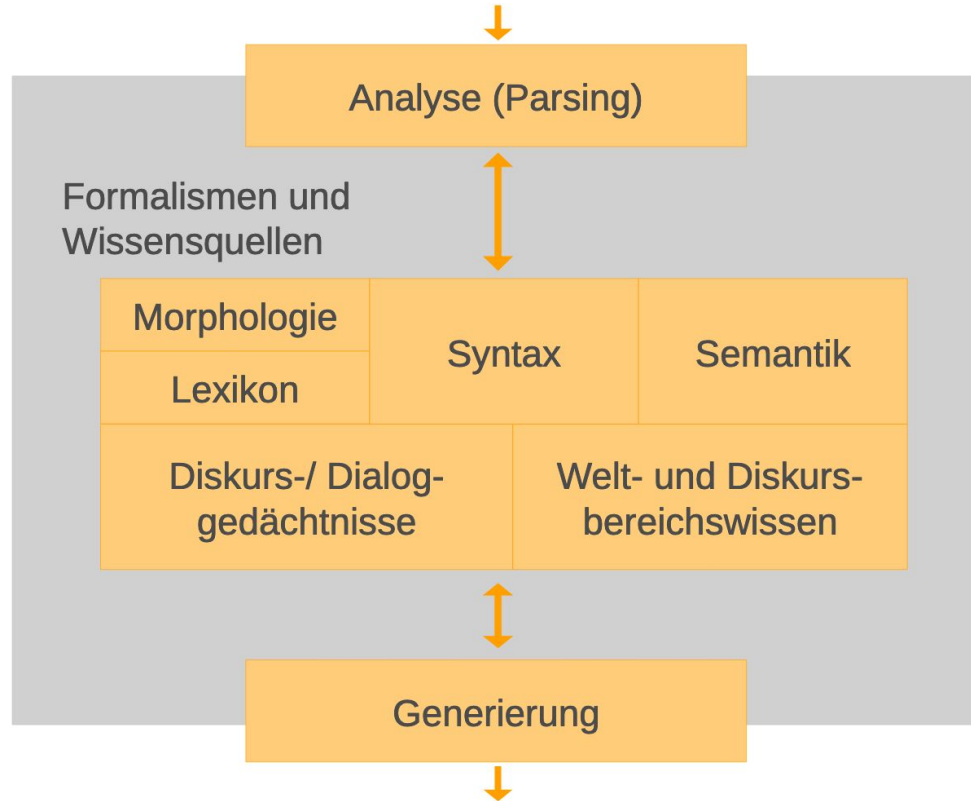 Analyse (Parsing)
Formalismen und
Wissensquellen
Morphologie
Lexikon
Syntax
Semantik
Diskurs-/ Dialog-
gedächtnisse
Welt- und Diskurs-
bereichswissen
Generierung